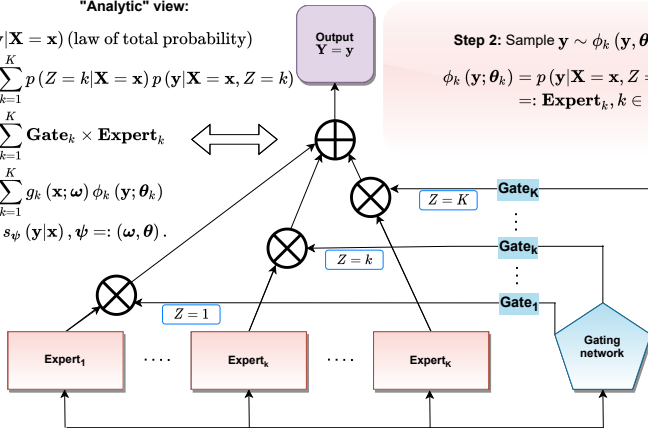 "Analytic" view:
y|X = x) (law of total probability)
∑_{k=1}^{K} p (Z = k|X = x) p (y|X = x, Z = k)
∑_{k=1}^{K} Gate_k × Expert_k
∑_{k=1}^{K} g_k (x; ω) ϕ_k (y; θ_k)
s_ψ (y|x) , ψ =: (ω, θ) .
Output
Y = y
Step 2: Sample y ∼ ϕ_k (y, θ
ϕ_k (y; θ_k) = p (y|X = x, Z =
=: Expert_k, k ∈
Z = K
Gate_K
⋮
Z = k
Gate_k
⋮
Z = 1
Gate_1
Expert_1
....
Expert_k
....
Expert_K
Gating
network